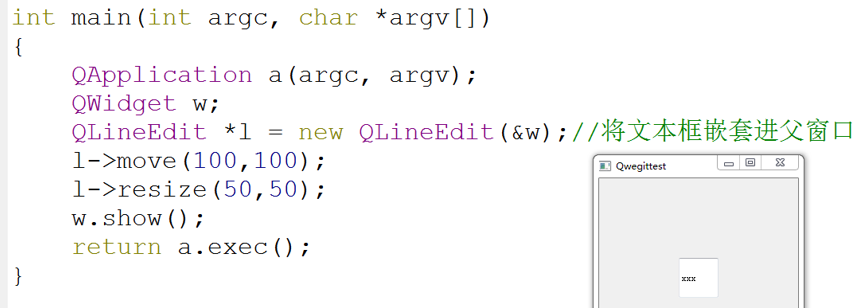 int main(int argc, char *argv[])
{
QApplication a(argc, argv);
QWidget w;
QLineEdit *l = new QLineEdit(&w);//将文本框嵌套进父窗口
l->move(100,100);
l->resize(50,50);
w.show();
return a.exec();
}
Qwegittest
xxx